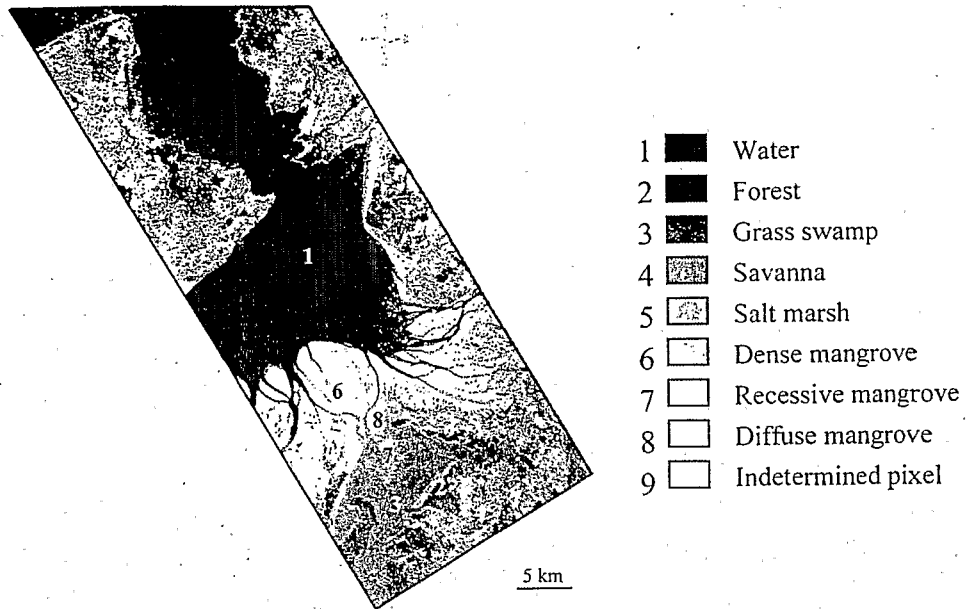 1 Water
2 Forest
3 Grass swamp
4 Savanna
5 Salt marsh
6 Dense mangrove
7 Recessive mangrove
8 Diffuse mangrove
9 Indetermined pixel
1
6
8
7
5 km